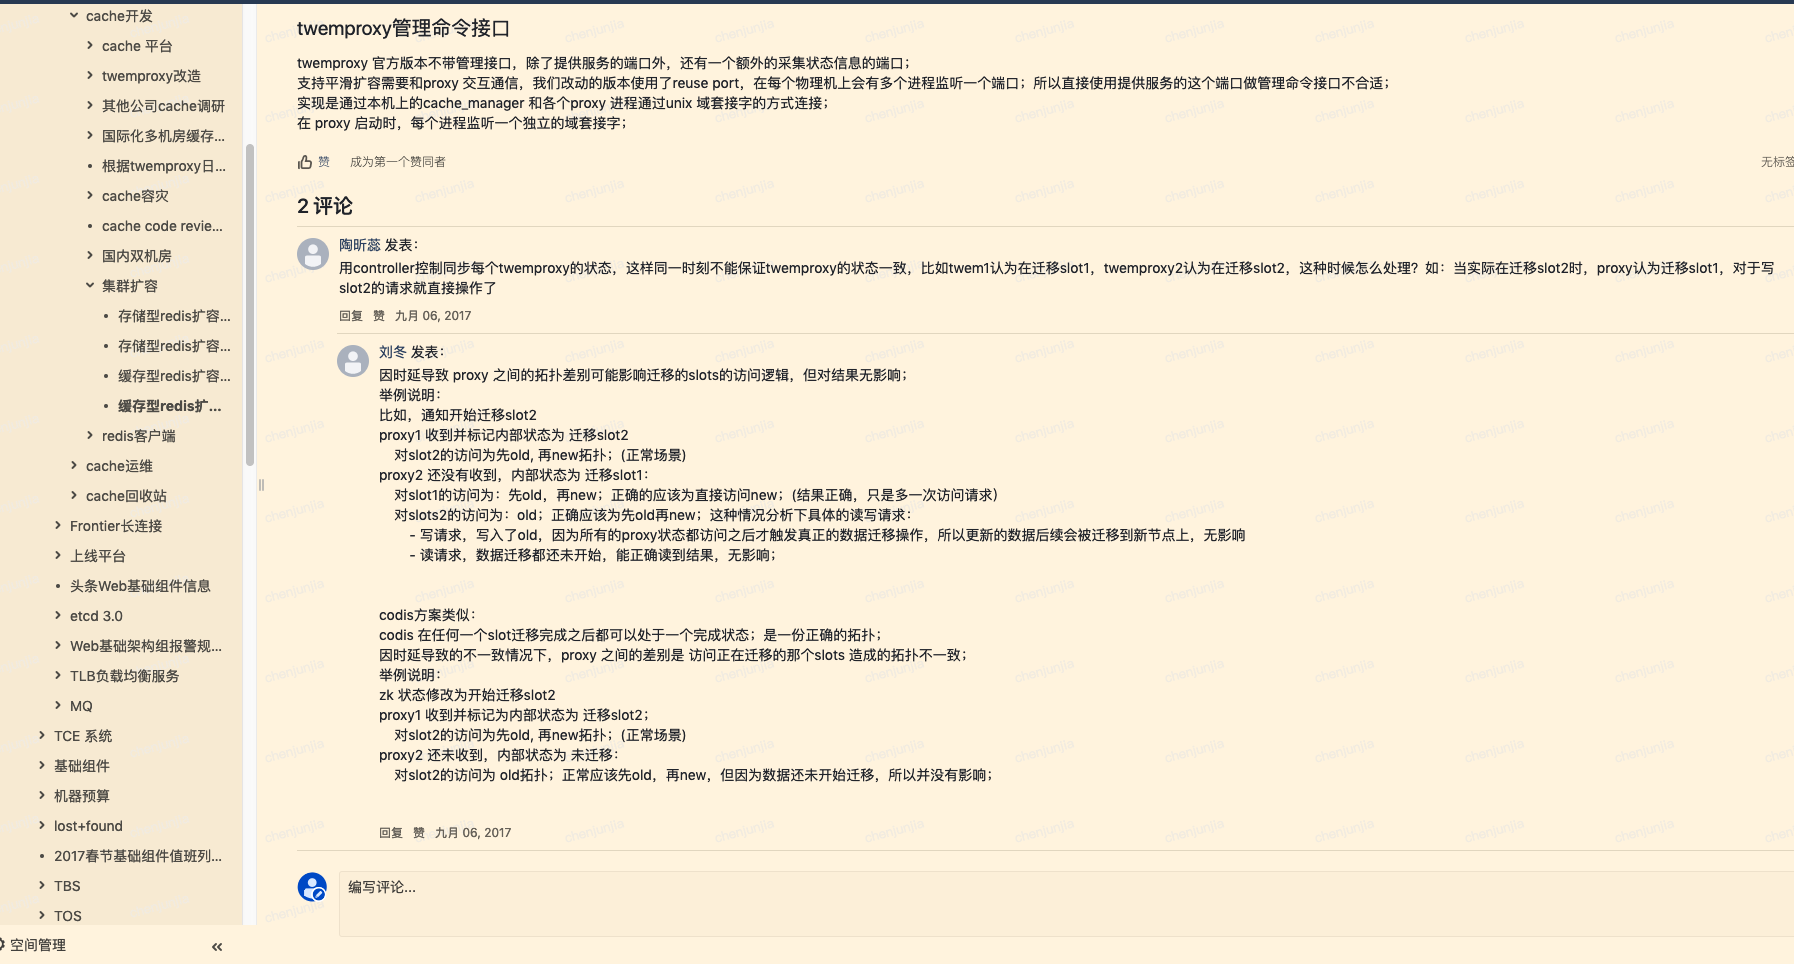 cache开发
cache 平台
twemproxy改造
其他公司cache调研
国际化多机房缓存...
根据twemproxy日...
cache容灾
cache code revie...
国内双机房
集群扩容
存储型redis扩容...
存储型redis扩容...
缓存型redis扩容...
缓存型redis扩...
redis客户端
cache运维
cache回收站
Frontier长连接
上线平台
头条Web基础组件信息
etcd 3.0
Web基础架构组报警规...
TLB负载均衡服务
MQ
TCE 系统
基础组件
机器预算
lost+found
2017春节基础组件值班列...
TBS
TOS
空间管理
twemproxy管理命令接口
twemproxy 官方版本不带管理接口，除了提供服务的端口外，还有一个额外的采集状态信息的端口；
支持平滑扩容需要和proxy 交互通信，我们改动的版本使用了reuse port，在每个物理机上会有多个进程监听一个端口；所以直接使用提供服务的这个端口做管理命令接口不合适；
实现是通过本机上的cache_manager 和各个proxy 进程通过unix 域套接字的方式连接；
在 proxy 启动时，每个进程监听一个独立的域套接字；
赞 成为第一个赞同者
无标签
2 评论
陶昕蕊 发表：
用controller控制同步每个twemproxy的状态，这样同一时刻不能保证twemproxy的状态一致，比如twem1认为在迁移slot1，twemproxy2认为在迁移slot2，这种时候怎么处理？如：当实际在迁移slot2时，proxy认为迁移slot1，对于写
slot2的请求就直接操作了
回复 赞 九月 06, 2017
刘冬 发表：
因时延导致 proxy 之间的拓扑差别可能影响迁移的slots的访问逻辑，但对结果无影响；
举例说明：
比如，通知开始迁移slot2
proxy1 收到并标记内部状态为 迁移slot2
对slot2的访问为先old, 再new拓扑；(正常场景)
proxy2 还没有收到，内部状态为 迁移slot1：
对slot1的访问为：先old，再new；正确的应该为直接访问new；(结果正确，只是多一次访问请求)
对slots2的访问为：old；正确应该为先old再new；这种情况分析下具体的读写请求：
- 写请求，写入了old，因为所有的proxy状态都访问之后才触发真正的数据迁移操作，所以更新的数据后续会被迁移到新节点上，无影响
- 读请求，数据迁移都还未开始，能正确读到结果，无影响；
codis方案类似：
codis 在任何一个slot迁移完成之后都可以处于一个完成状态；是一份正确的拓扑；
因时延导致的不一致情况下，proxy 之间的差别是 访问正在迁移的那个slots 造成的拓扑不一致；
举例说明：
zk 状态修改为开始迁移slot2
proxy1 收到并标记为内部状态为 迁移slot2；
对slot2的访问为先old, 再new拓扑；(正常场景)
proxy2 还未收到，内部状态为 未迁移：
对slot2的访问为 old拓扑；正常应该先old，再new，但因为数据还未开始迁移，所以并没有影响；
回复 赞 九月 06, 2017
编写评论...
chenjunjia